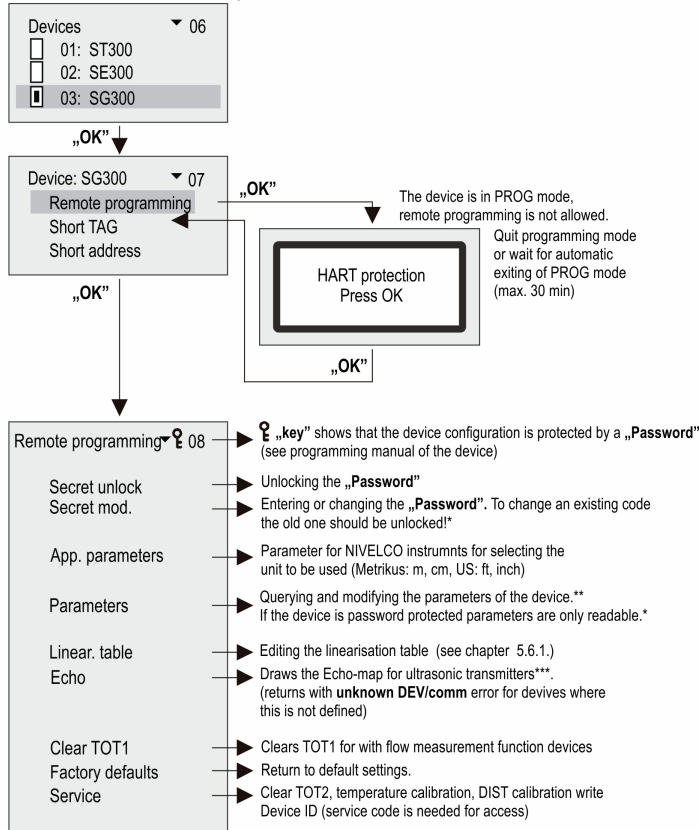 Devices 06
01: ST300
02: SE300
03: SG300
„OK”
Device: SG300 07
Remote programming
Short TAG
Short address
„OK”
The device is in PROG mode,
remote programming is not allowed.
Quit programming mode
or wait for automatic
exiting of PROG mode
(max. 30 min)
HART protection
Press OK
„OK”
„OK”
Remote programming 08
„key” shows that the device configuration is protected by a „Password”
(see programming manual of the device)
Secret unlock
Unlocking the „Password”
Secret mod.
Entering or changing the „Password”. To change an existing code
the old one should be unlocked!*
App. parameters
Parameter for NIVELCO instrumnts for selecting the
unit to be used (Metrikus: m, cm, US: ft, inch)
Parameters
Querying and modifying the parameters of the device.**
If the device is password protected parameters are only readable.*
Linear. table
Editing the linearisation table (see chapter 5.6.1.)
Echo
Draws the Echo-map for ultrasonic transmitters***.
(returns with unknown DEV/comm error for devives where
this is not defined)
Clear TOT1
Clears TOT1 for with flow measurement function devices
Factory defaults
Return to default settings.
Service
Clear TOT2, temperature calibration, DIST calibration write
Device ID (service code is needed for access)